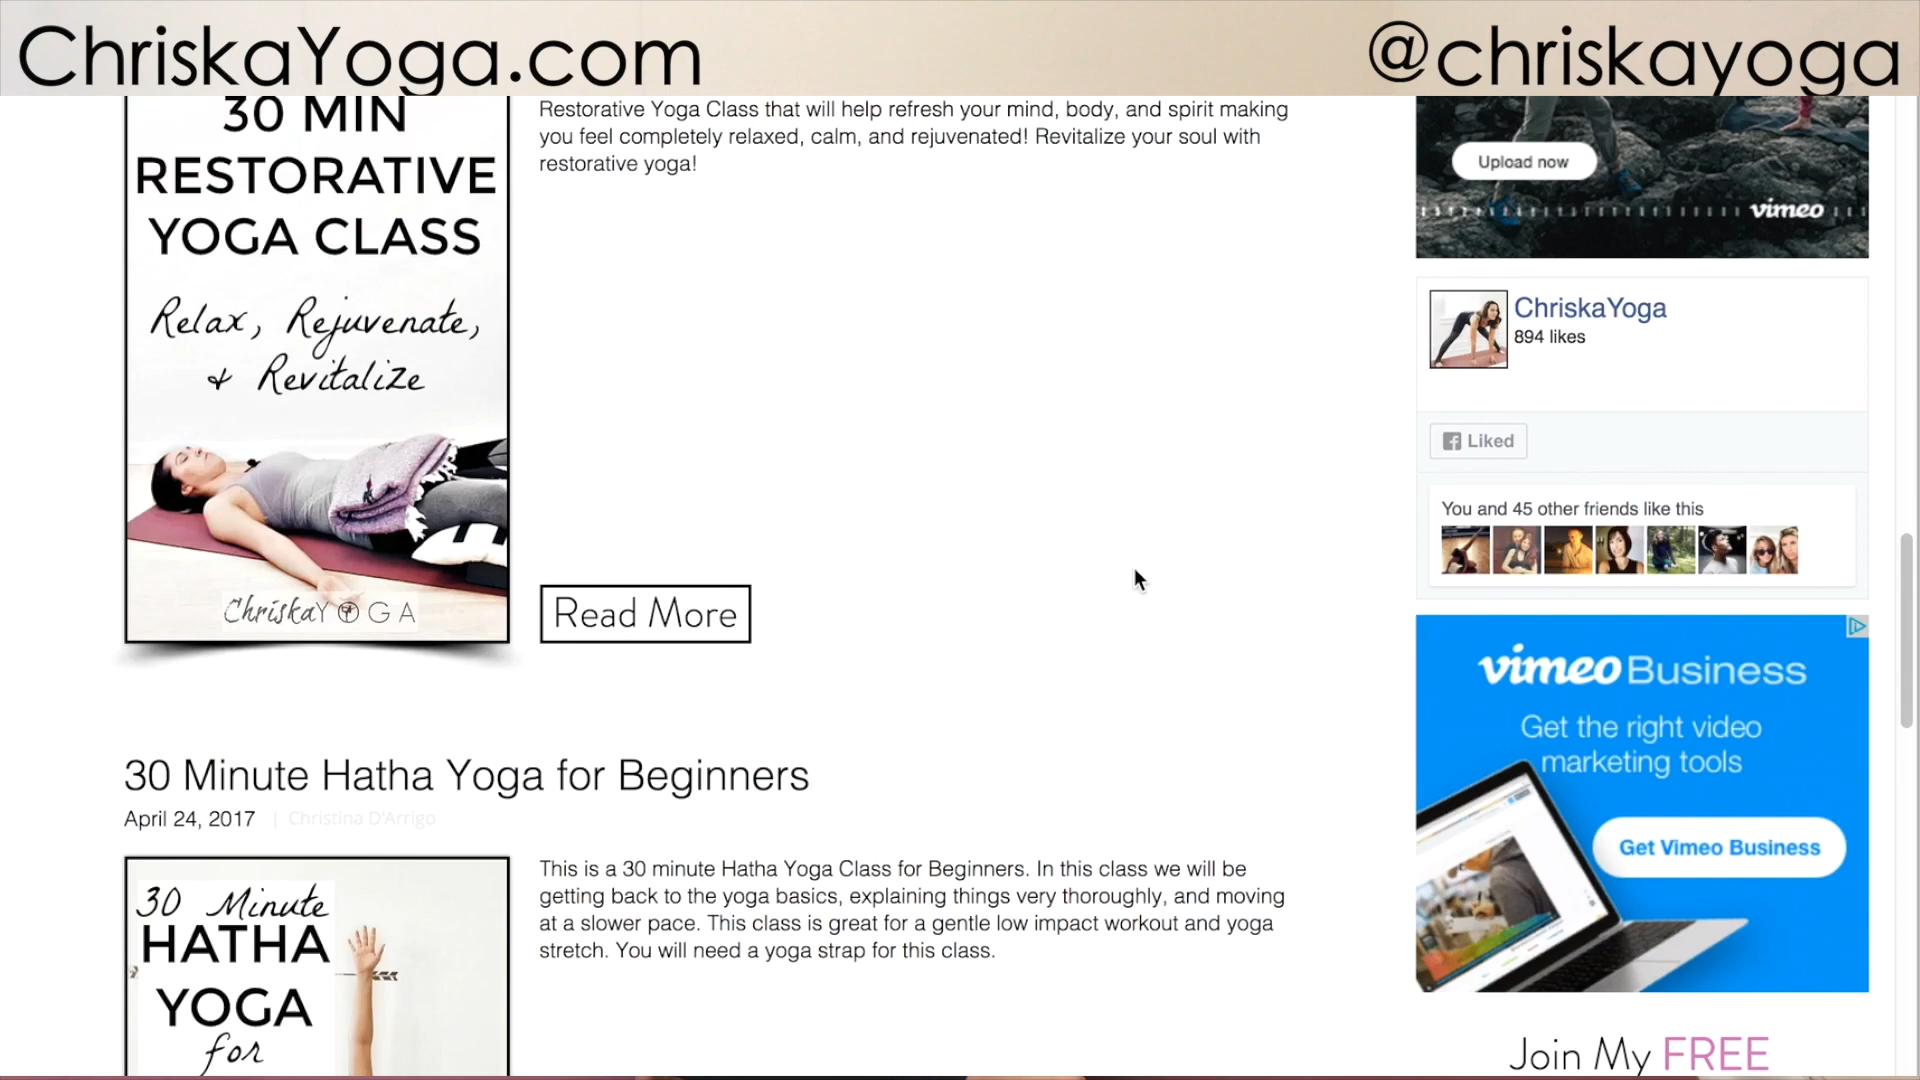 ChriskaYoga.com
@chriskayoga
30 MIN
RESTORATIVE
YOGA CLASS
Relax, Rejuvenate,
& Revitalize
ChriskaYOGA
Restorative Yoga Class that will help refresh your mind, body, and spirit making
you feel completely relaxed, calm, and rejuvenated! Revitalize your soul with
restorative yoga!
Read More
30 Minute Hatha Yoga for Beginners
April 24, 2017 | Christina D'Arrigo
30 Minute
HATHA
YOGA
for
This is a 30 minute Hatha Yoga Class for Beginners. In this class we will be
getting back to the yoga basics, explaining things very thoroughly, and moving
at a slower pace. This class is great for a gentle low impact workout and yoga
stretch. You will need a yoga strap for this class.
Upload now
vimeo
ChriskaYoga
894 likes
Liked
You and 45 other friends like this
vimeo Business
Get the right video
marketing tools
Get Vimeo Business
Join My FREE